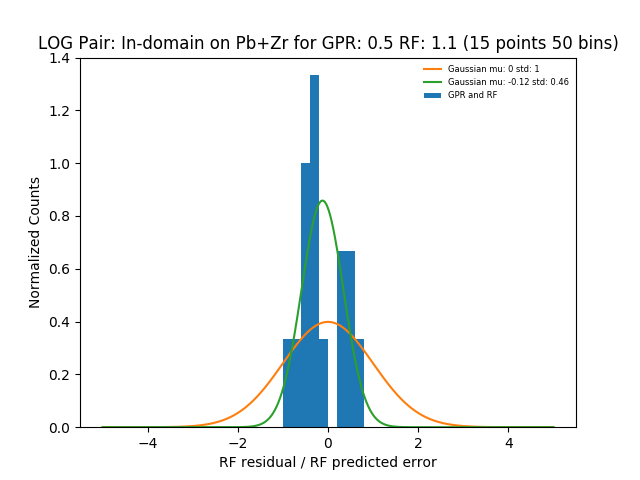 LOG Pair: In-domain on Pb+Zr for GPR: 0.5 RF: 1.1 (15 points 50 bins)
Gaussian mu: 0 std: 1
Gaussian mu: -0.12 std: 0.46
GPR and RF
Normalized Counts
1.4
1.2
1.0
0.8
0.6
0.4
0.2
0.0
−4 −2 0 2 4
RF residual / RF predicted error